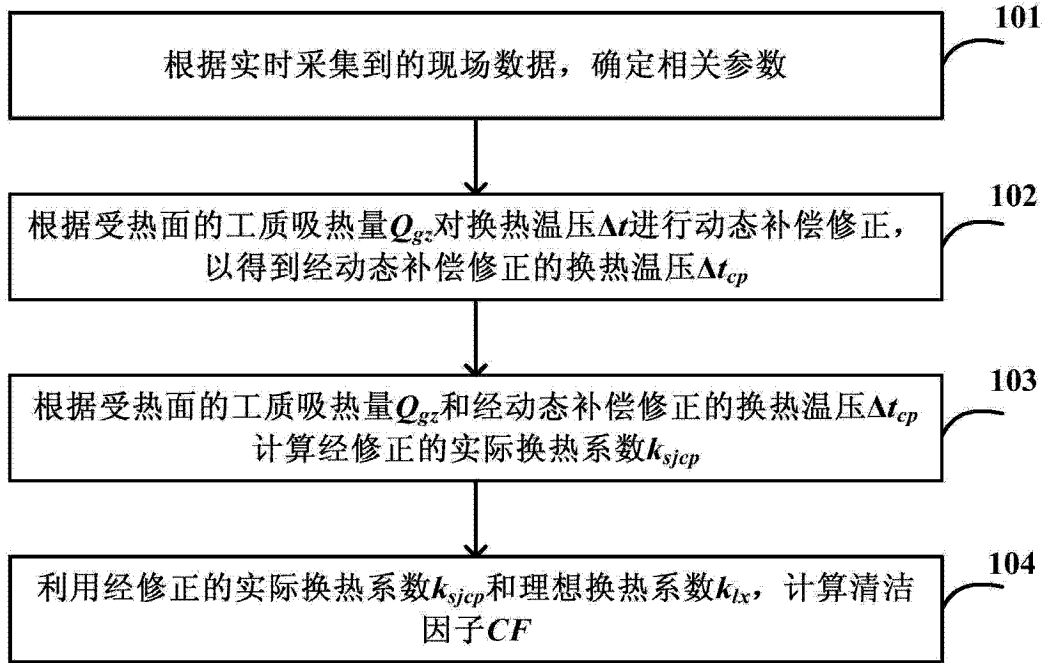 101
根据实时采集到的现场数据，确定相关参数
102
根据受热面的工质吸热量Qgz对换热温压Δt进行动态补偿修正，
以得到经动态补偿修正的换热温压Δtcp
103
根据受热面的工质吸热量Qgz和经动态补偿修正的换热温压Δtcp
计算经修正的实际换热系数ksjcp
104
利用经修正的实际换热系数ksjcp和理想换热系数klx，计算清洁
因子CF